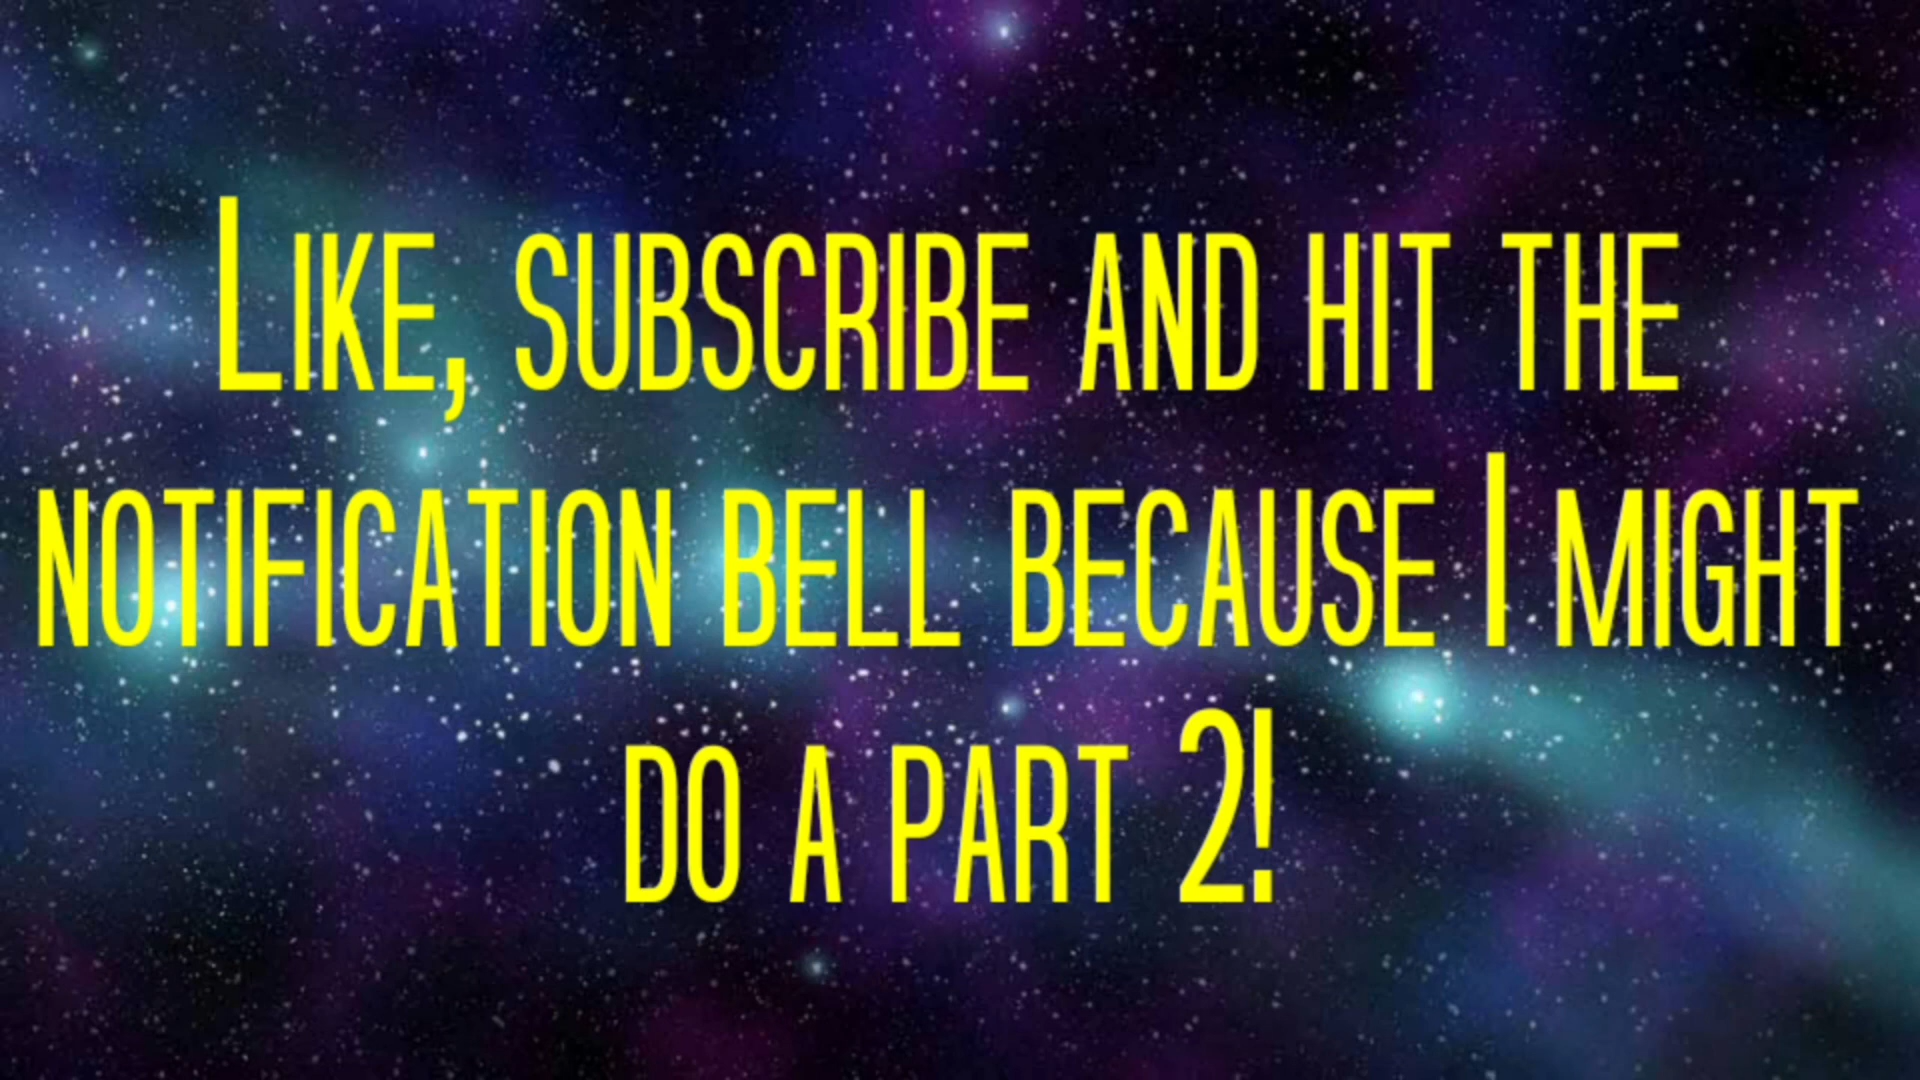 Like, subscribe and hit the
notification bell because I might
do a part 2!